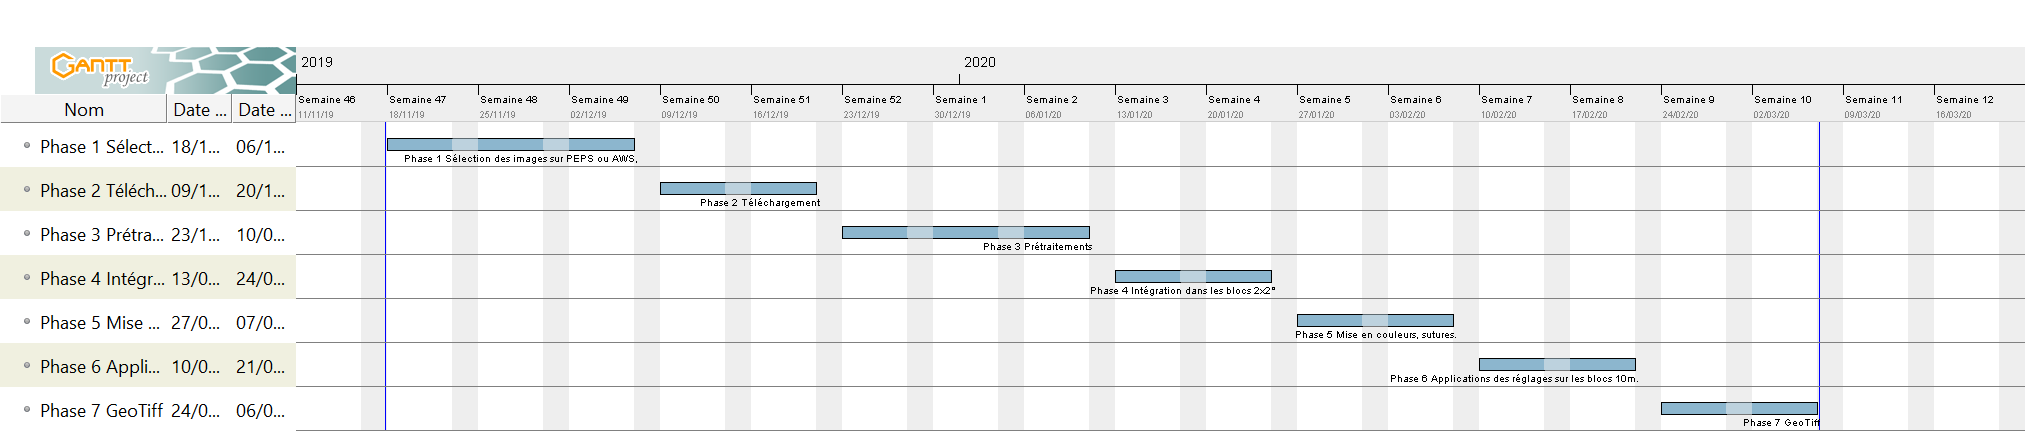 GANTT
project
2019
2020
Nom
Date ...
Date ...
Semaine 46
Semaine 47
Semaine 48
Semaine 49
Semaine 50
Semaine 51
Semaine 52
Semaine 1
Semaine 2
Semaine 3
Semaine 4
Semaine 5
Semaine 6
Semaine 7
Semaine 8
Semaine 9
Semaine 10
Semaine 11
Semaine 12
11/11/19
18/11/19
25/11/19
02/12/19
09/12/19
16/12/19
23/12/19
30/12/19
06/01/20
13/01/20
20/01/20
27/01/20
03/02/20
10/02/20
17/02/20
24/02/20
02/03/20
09/03/20
16/03/20
Phase 1 Sélect... 18/1... 06/1...
Phase 1 Sélection des images sur PEPS ou AWS,
Phase 2 Téléch... 09/1... 20/1...
Phase 2 Téléchargement
Phase 3 Prétra... 23/1... 10/0...
Phase 3 Prétraitements
Phase 4 Intégr... 13/0... 24/0...
Phase 4 Intégration dans les blocs 2x2°
Phase 5 Mise ... 27/0... 07/0...
Phase 5 Mise en couleurs, sutures.
Phase 6 Appli... 10/0... 21/0...
Phase 6 Applications des réglages sur les blocs 10m.
Phase 7 GeoTiff 24/0... 06/0...
Phase 7 GeoTiff